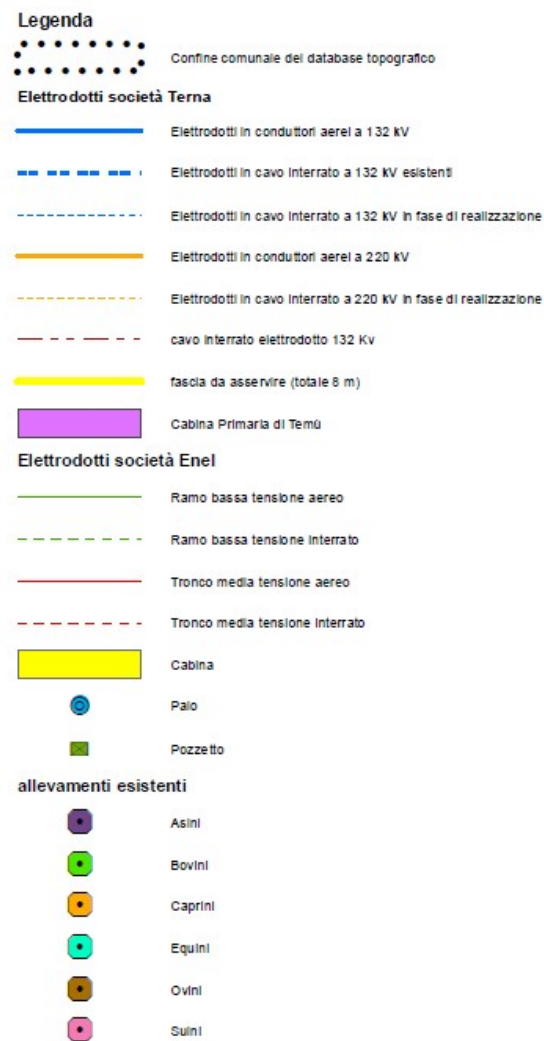 Legenda
Confine comunale del database topografico
Elettrodotti società Terna
Elettrodotti in conduttori aerei a 132 kV
Elettrodotti in cavo interrato a 132 kV esistenti
Elettrodotti in cavo interrato a 132 kV in fase di realizzazione
Elettrodotti in conduttori aerei a 220 kV
Elettrodotti in cavo interrato a 220 kV in fase di realizzazione
cavo interrato elettrodotto 132 Kv
fascia da asservire (totale 8 m)
Cabina Primaria di Temù
Elettrodotti società Enel
Ramo bassa tensione aereo
Ramo bassa tensione interrato
Tronco media tensione aereo
Tronco media tensione interrato
Cabina
Palo
Pozzetto
allevamenti esistenti
Asini
Bovini
Caprini
Equini
Ovini
Suini